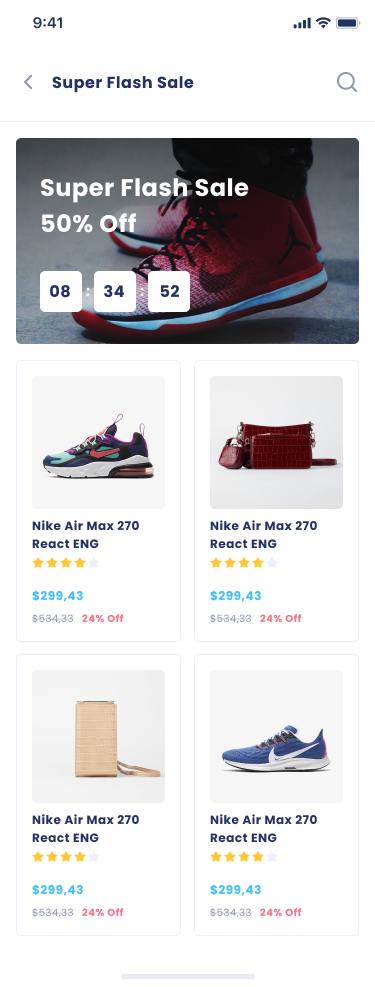 9:41
Super Flash Sale
Super Flash Sale
50% Off
08 : 34 : 52
Nike Air Max 270
React ENG
$299,43
$534,33 24% Off
Nike Air Max 270
React ENG
$299,43
$534,33 24% Off
Nike Air Max 270
React ENG
$299,43
$534,33 24% Off
Nike Air Max 270
React ENG
$299,43
$534,33 24% Off